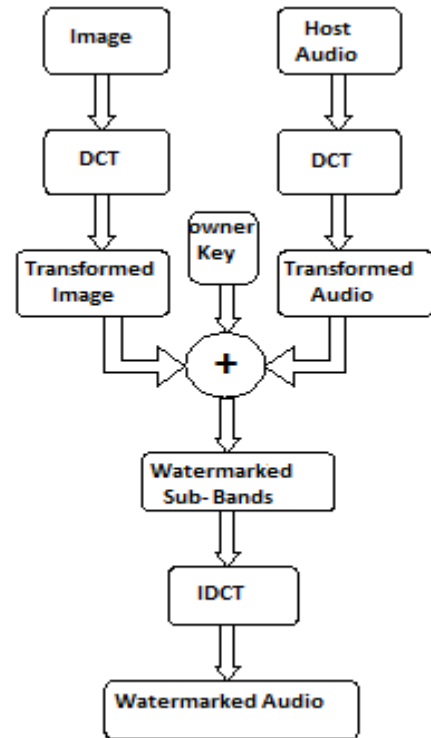 Image
Host
Audio
DCT
DCT
owner
Key
Transformed
Image
Transformed
Audio
+
Watermarked
Sub- Bands
IDCT
Watermarked Audio